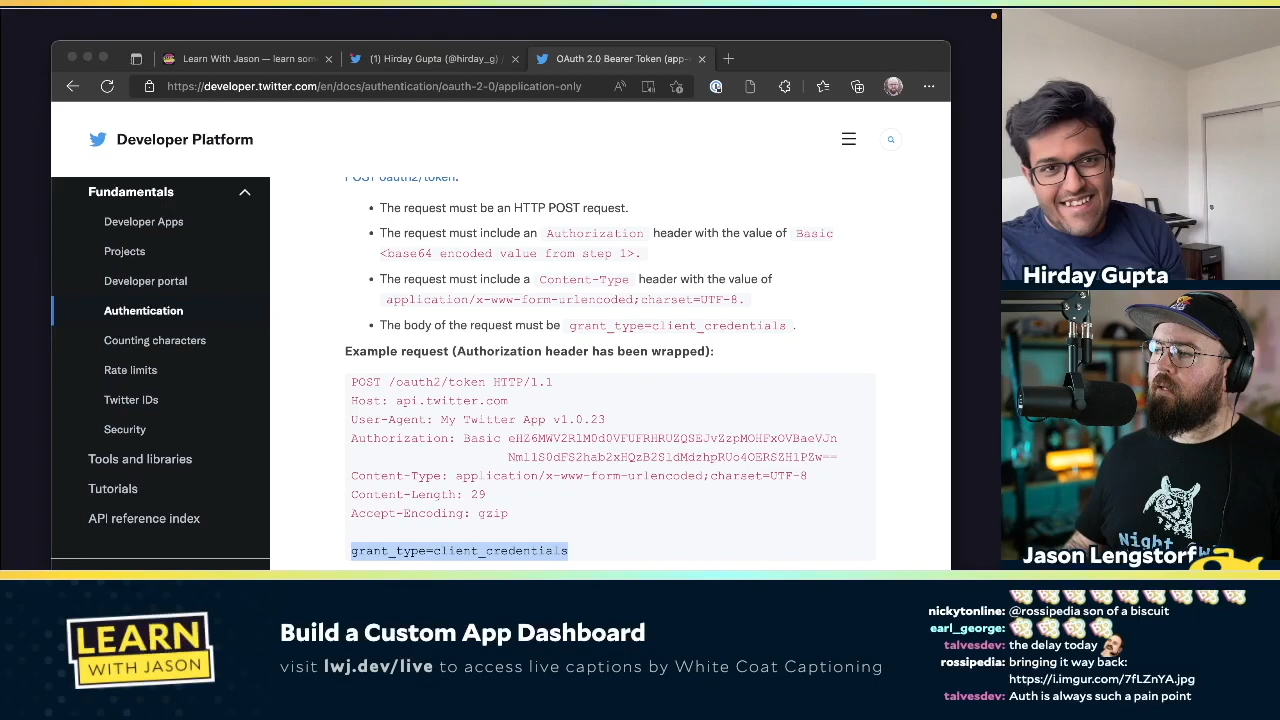 Learn With Jason — learn som
(1) Hirday Gupta (@hirday_g) /
OAuth 2.0 Bearer Token (app-
https://developer.twitter.com/en/docs/authentication/oauth-2-0/application-only
Developer Platform
Fundamentals
Developer Apps
Projects
Developer portal
Authentication
Counting characters
Rate limits
Twitter IDs
Security
Tools and libraries
Tutorials
API reference index
POST oauth2/token.
• The request must be an HTTP POST request.
• The request must include an Authorization header with the value of Basic
<base64 encoded value from step 1>.
• The request must include a Content-Type header with the value of
application/x-www-form-urlencoded;charset=UTF-8.
• The body of the request must be grant_type=client_credentials.
Example request (Authorization header has been wrapped):
POST /oauth2/token HTTP/1.1
Host: api.twitter.com
User-Agent: My Twitter App v1.0.23
Authorization: Basic eHZ6MWV2R1M0d0VFUFRHRUZQSEJvZzpMOHFxOVBaeVJn
NmllS0dFS2hab2xHQzB2SldMdzhpRUo4OERSZHlPZw==
Content-Type: application/x-www-form-urlencoded;charset=UTF-8
Content-Length: 29
Accept-Encoding: gzip
grant_type=client_credentials
Hirday Gupta
Night
Jason Lengstorf
LEARN
WITH JASON
Build a Custom App Dashboard
visit lwj.dev/live to access live captions by White Coat Captioning
nickytonline: @rossipedia son of a biscuit
earl_george:
talvesdev: the delay today
rossipedia: bringing it way back:
https://i.imgur.com/7fLZnYA.jpg
talvesdev: Auth is always such a pain point